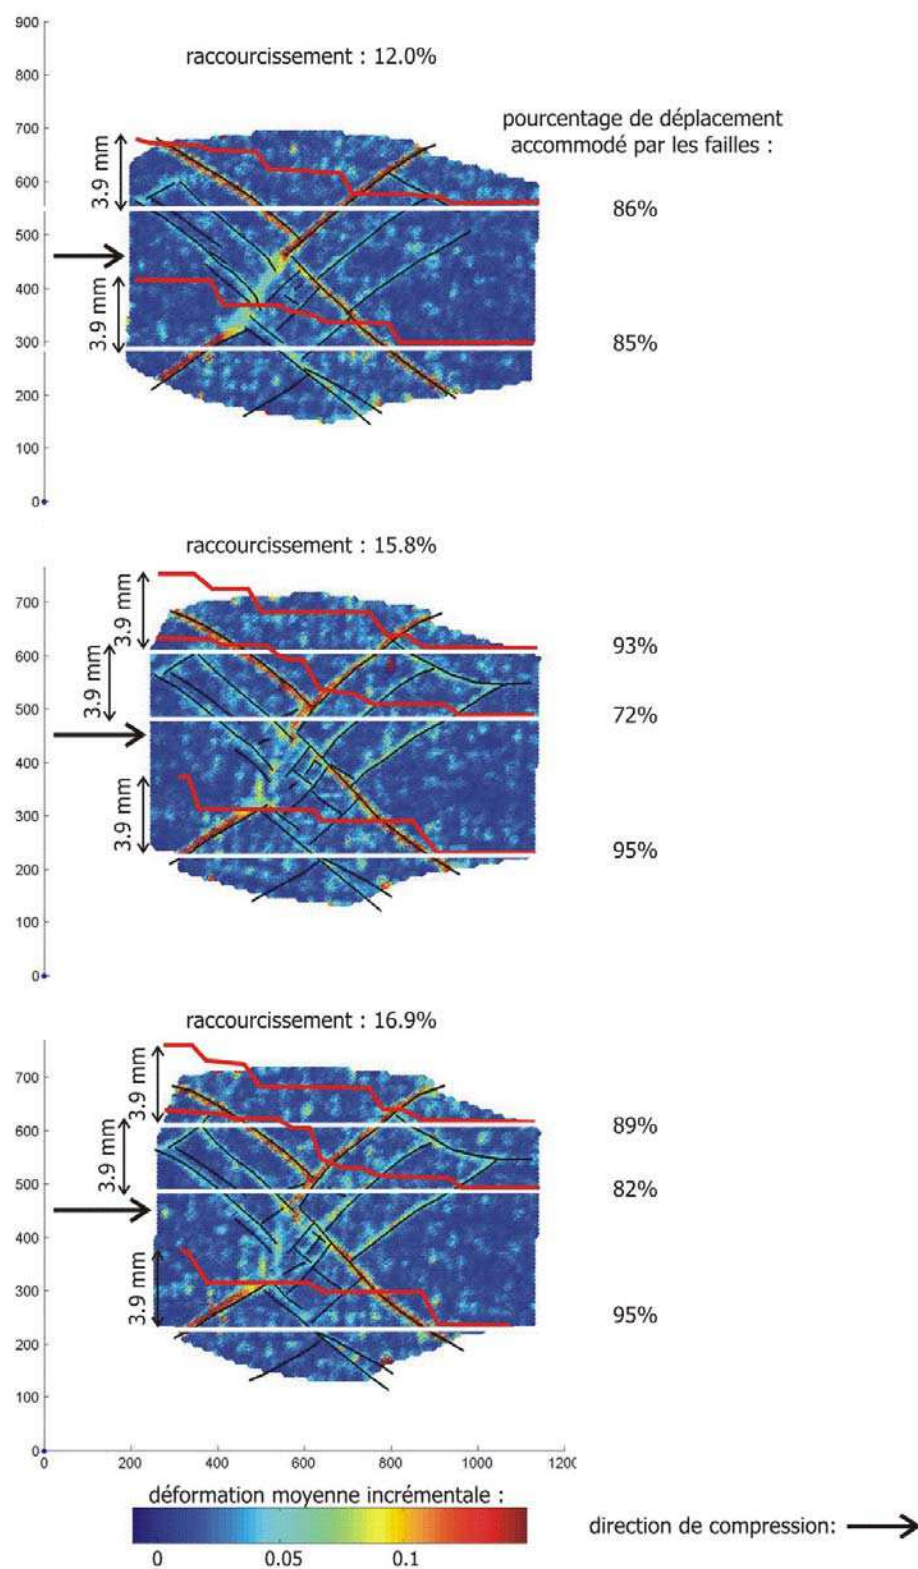 900
800
700
600
500
400
300
200
100
0
raccourcissement : 12.0%
pourcentage de déplacement
accommodé par les failles :
3.9 mm
86%
3.9 mm
85%
raccourcissement : 15.8%
700
600
500
400
300
200
100
0
3.9 mm
93%
3.9 mm
72%
3.9 mm
95%
raccourcissement : 16.9%
700
600
500
400
300
200
100
0
3.9 mm
89%
3.9 mm
82%
3.9 mm
95%
0 200 400 600 800 1000 1200
déformation moyenne incrémentale :
0 0.05 0.1
direction de compression: